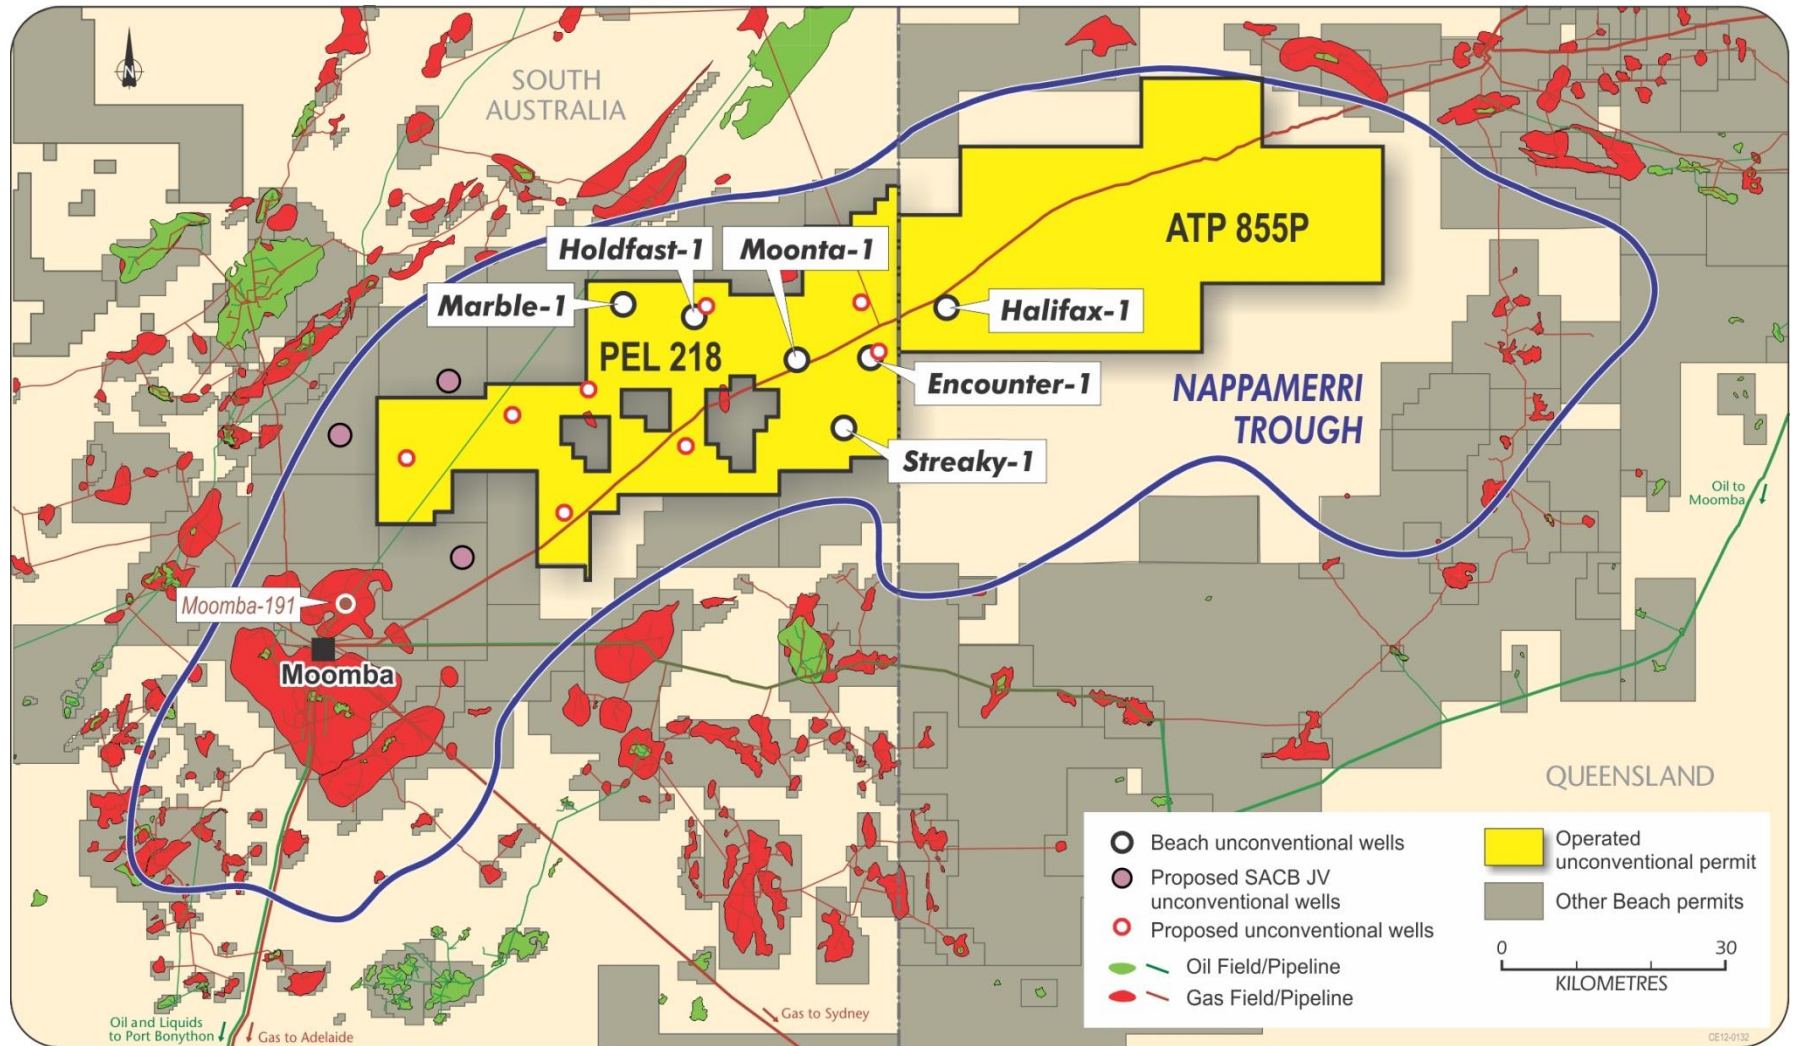 N
SOUTH
AUSTRALIA
ATP 855P
Holdfast-1
Moonta-1
Marble-1
Halifax-1
PEL 218
Encounter-1
NAPPAMERRI
TROUGH
Streaky-1
Oil to
Moomba
Moomba-191
Moomba
QUEENSLAND
Beach unconventional wells
Proposed SACB JV
unconventional wells
Proposed unconventional wells
Oil Field/Pipeline
Gas Field/Pipeline
Operated
unconventional permit
Other Beach permits
0 30
KILOMETRES
Oil and Liquids
to Port Bonython
Gas to Adelaide
Gas to Sydney
CE12-0132